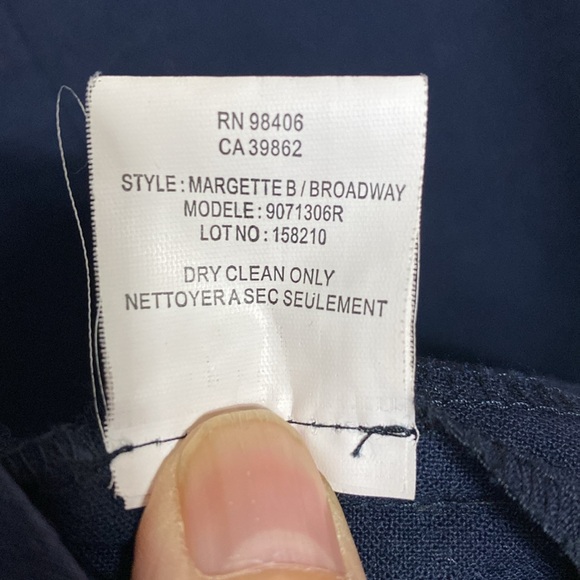 RN 98406
CA 39862
STYLE : MARGETTE B / BROADWAY
MODELE : 9071306R
LOT NO : 158210
DRY CLEAN ONLY
NETTOYER A SEC SEULEMENT